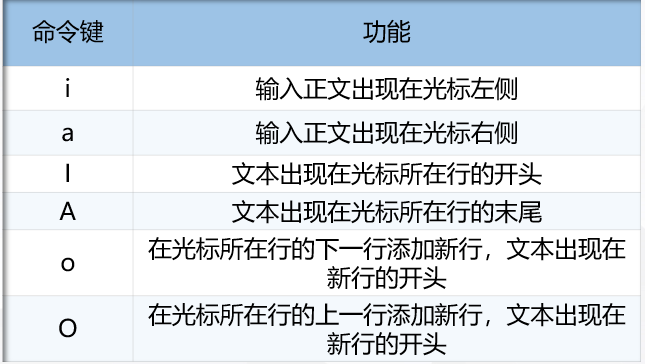 命令键 功能
i 输入正文出现在光标左侧
a 输入正文出现在光标右侧
I 文本出现在光标所在行的开头
A 文本出现在光标所在行的末尾
o 在光标所在行的下一行添加新行，文本出现在
新行的开头
O 在光标所在行的上一行添加新行，文本出现在
新行的开头